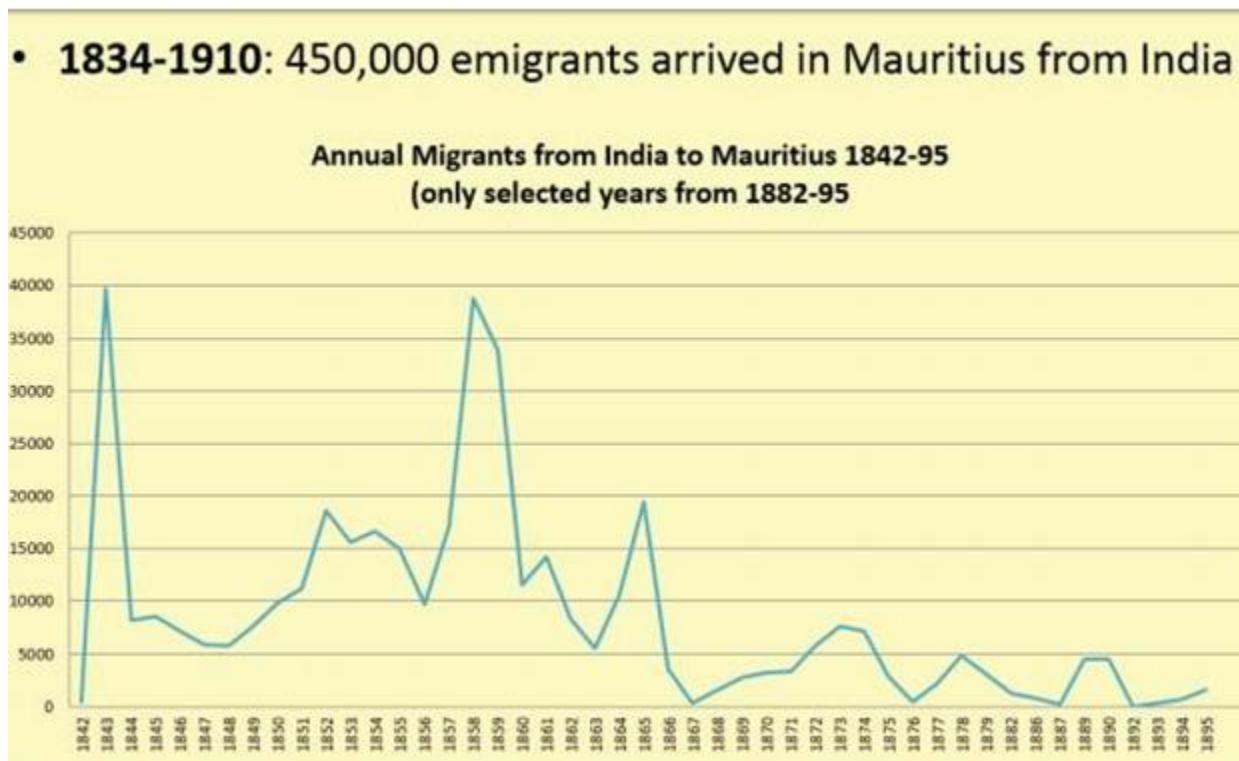 • 1834-1910: 450,000 emigrants arrived in Mauritius from India
Annual Migrants from India to Mauritius 1842-95
(only selected years from 1882-95
45000
40000
35000
30000
25000
20000
15000
10000
5000
0
1842 1843 1844 1845 1846 1847 1848 1849 1850 1851 1852 1853 1854 1855 1856 1857 1858 1859 1860 1861 1862 1863 1864 1865 1866 1867 1868 1869 1870 1871 1872 1873 1874 1875 1876 1877 1878 1879 1882 1886 1887 1889 1890 1892 1893 1894 1895